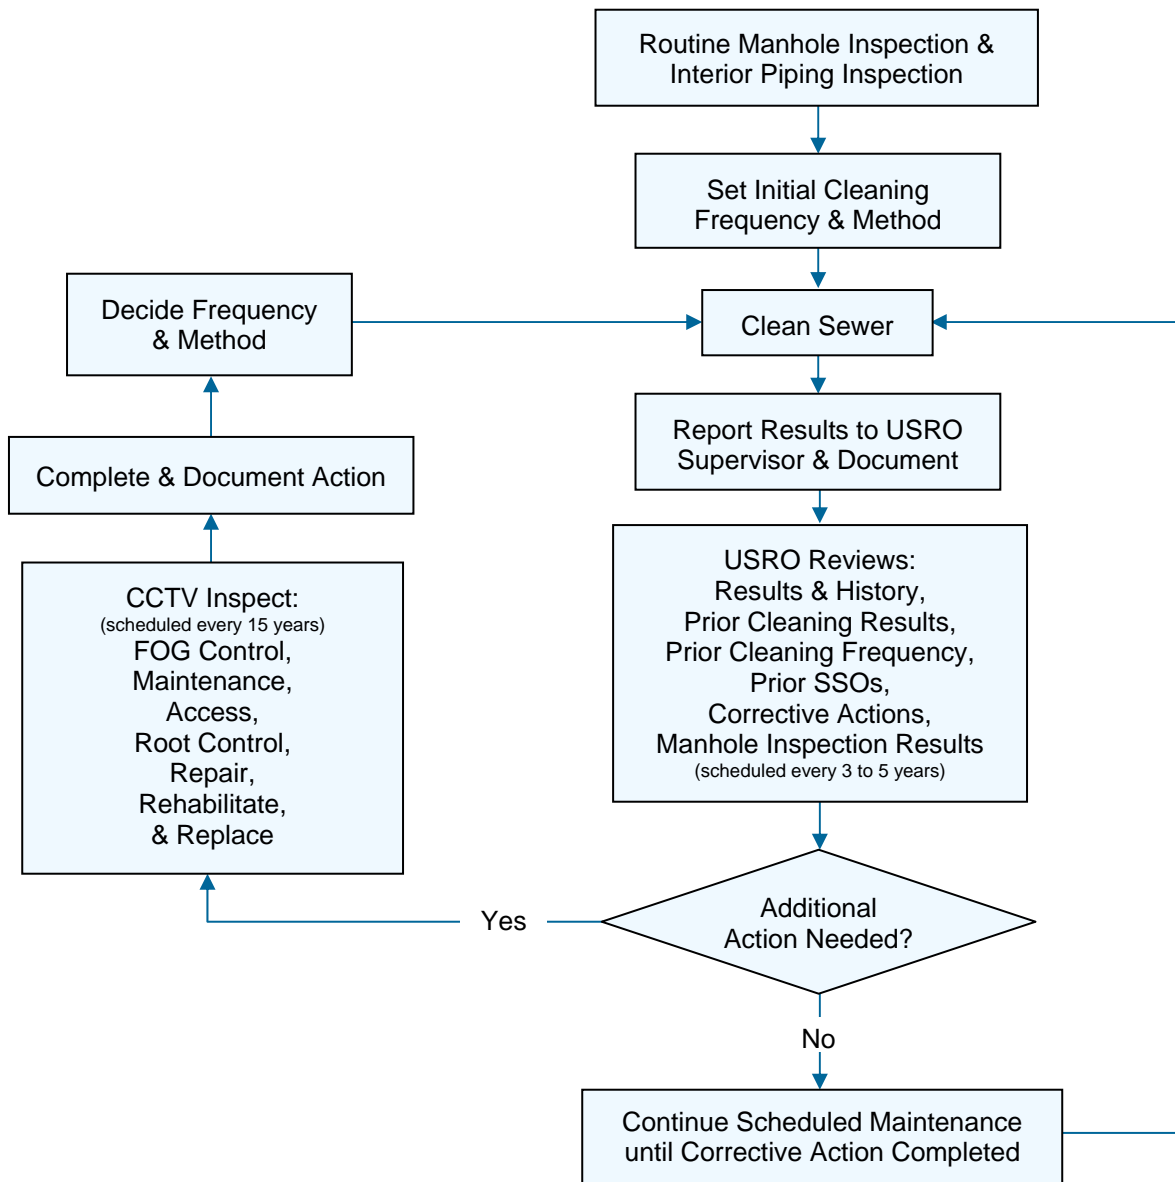 Routine Manhole Inspection &
Interior Piping Inspection
Set Initial Cleaning
Frequency & Method
Decide Frequency
& Method
Clean Sewer
Complete & Document Action
Report Results to USRO
Supervisor & Document
CCTV Inspect:
(scheduled every 15 years)
FOG Control,
Maintenance,
Access,
Root Control,
Repair,
Rehabilitate,
& Replace
USRO Reviews:
Results & History,
Prior Cleaning Results,
Prior Cleaning Frequency,
Prior SSOs,
Corrective Actions,
Manhole Inspection Results
(scheduled every 3 to 5 years)
Yes
Additional
Action Needed?
No
Continue Scheduled Maintenance
until Corrective Action Completed